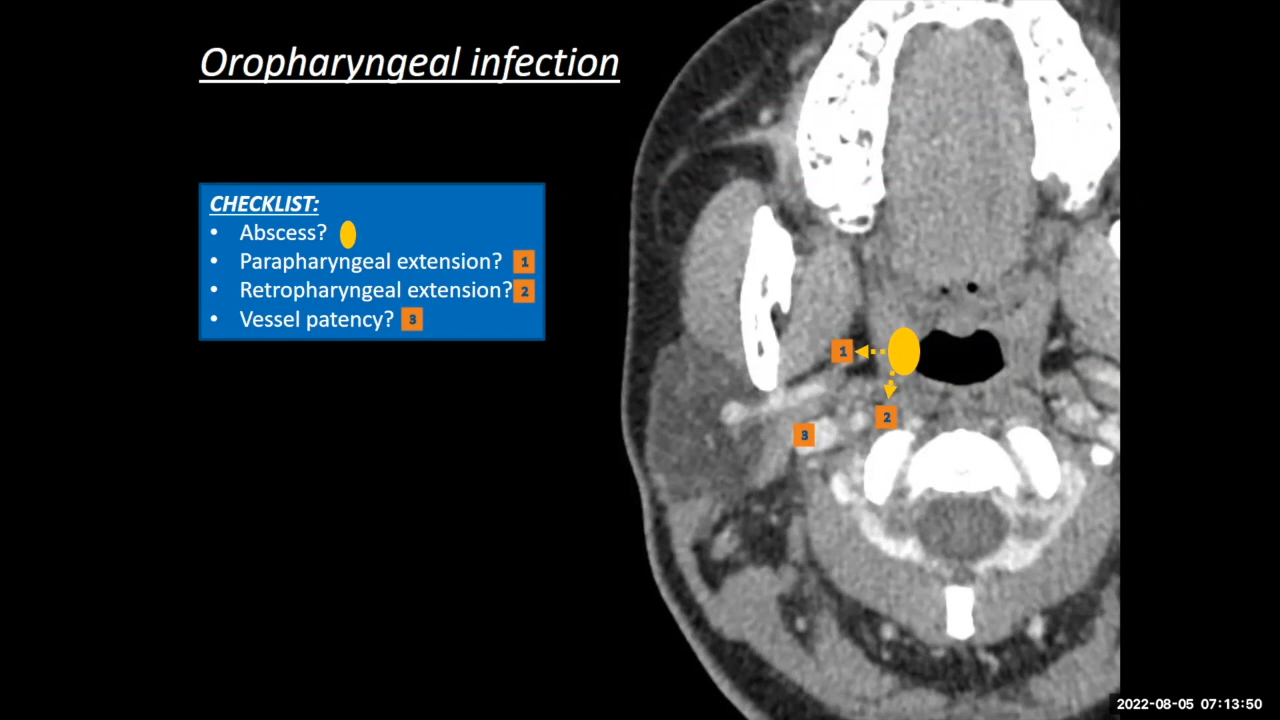 Oropharyngeal infection
CHECKLIST:
• Abscess?
• Parapharyngeal extension? 1
• Retropharyngeal extension? 2
• Vessel patency? 3
1
2
3
2022-08-05 07:13:50